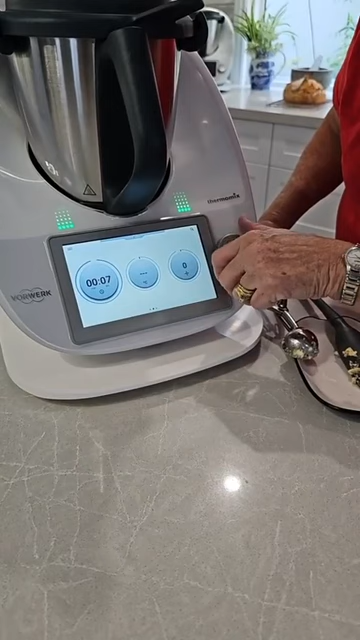 thermomix
00:07
---
0
VORWERK